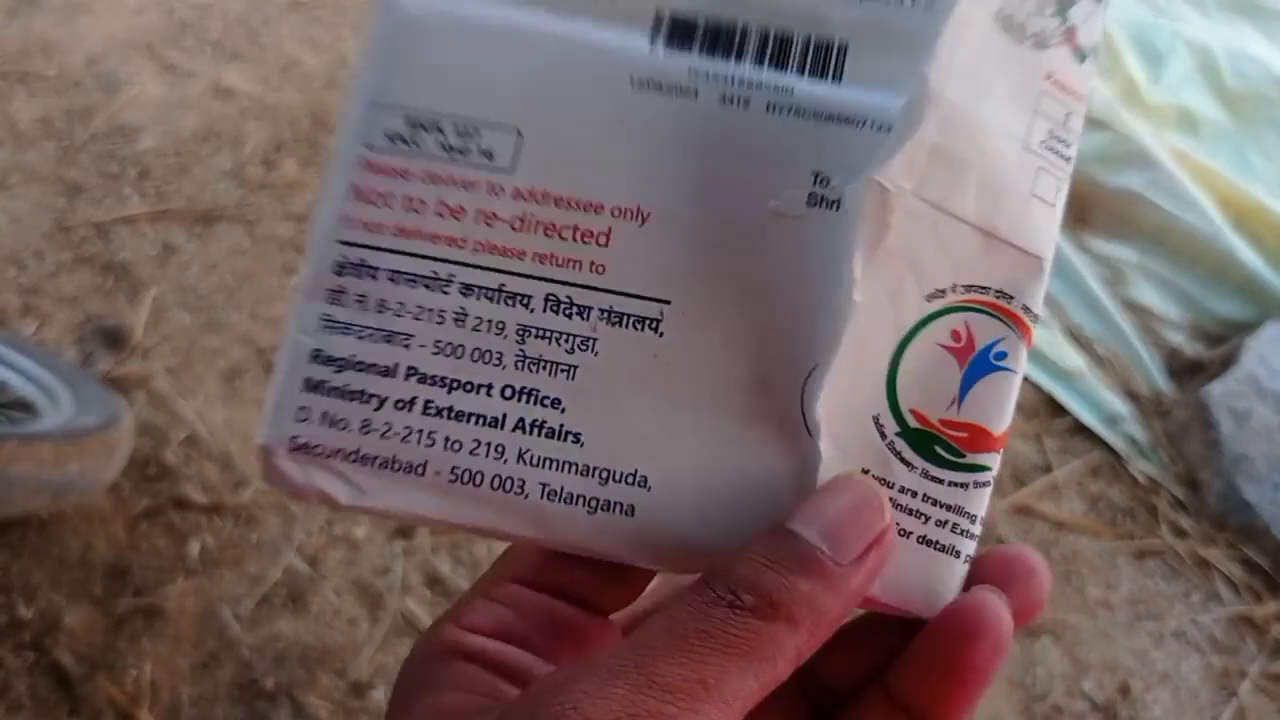 Please deliver to addressee only
Not to be re-directed
If not delivered please return to
क्षेत्रीय पासपोर्ट कार्यालय, विदेश मंत्रालय,
डी. नं. 8-2-215 से 219, कुम्मरगुडा,
सिकंदराबाद - 500 003, तेलंगाना
Regional Passport Office,
Ministry of External Affairs,
D. No. 8-2-215 to 219, Kummarguda,
Secunderabad - 500 003, Telangana
To
Shri
Indian Embassy: Home away from
If you are travelling
Ministry of Exter
For details p